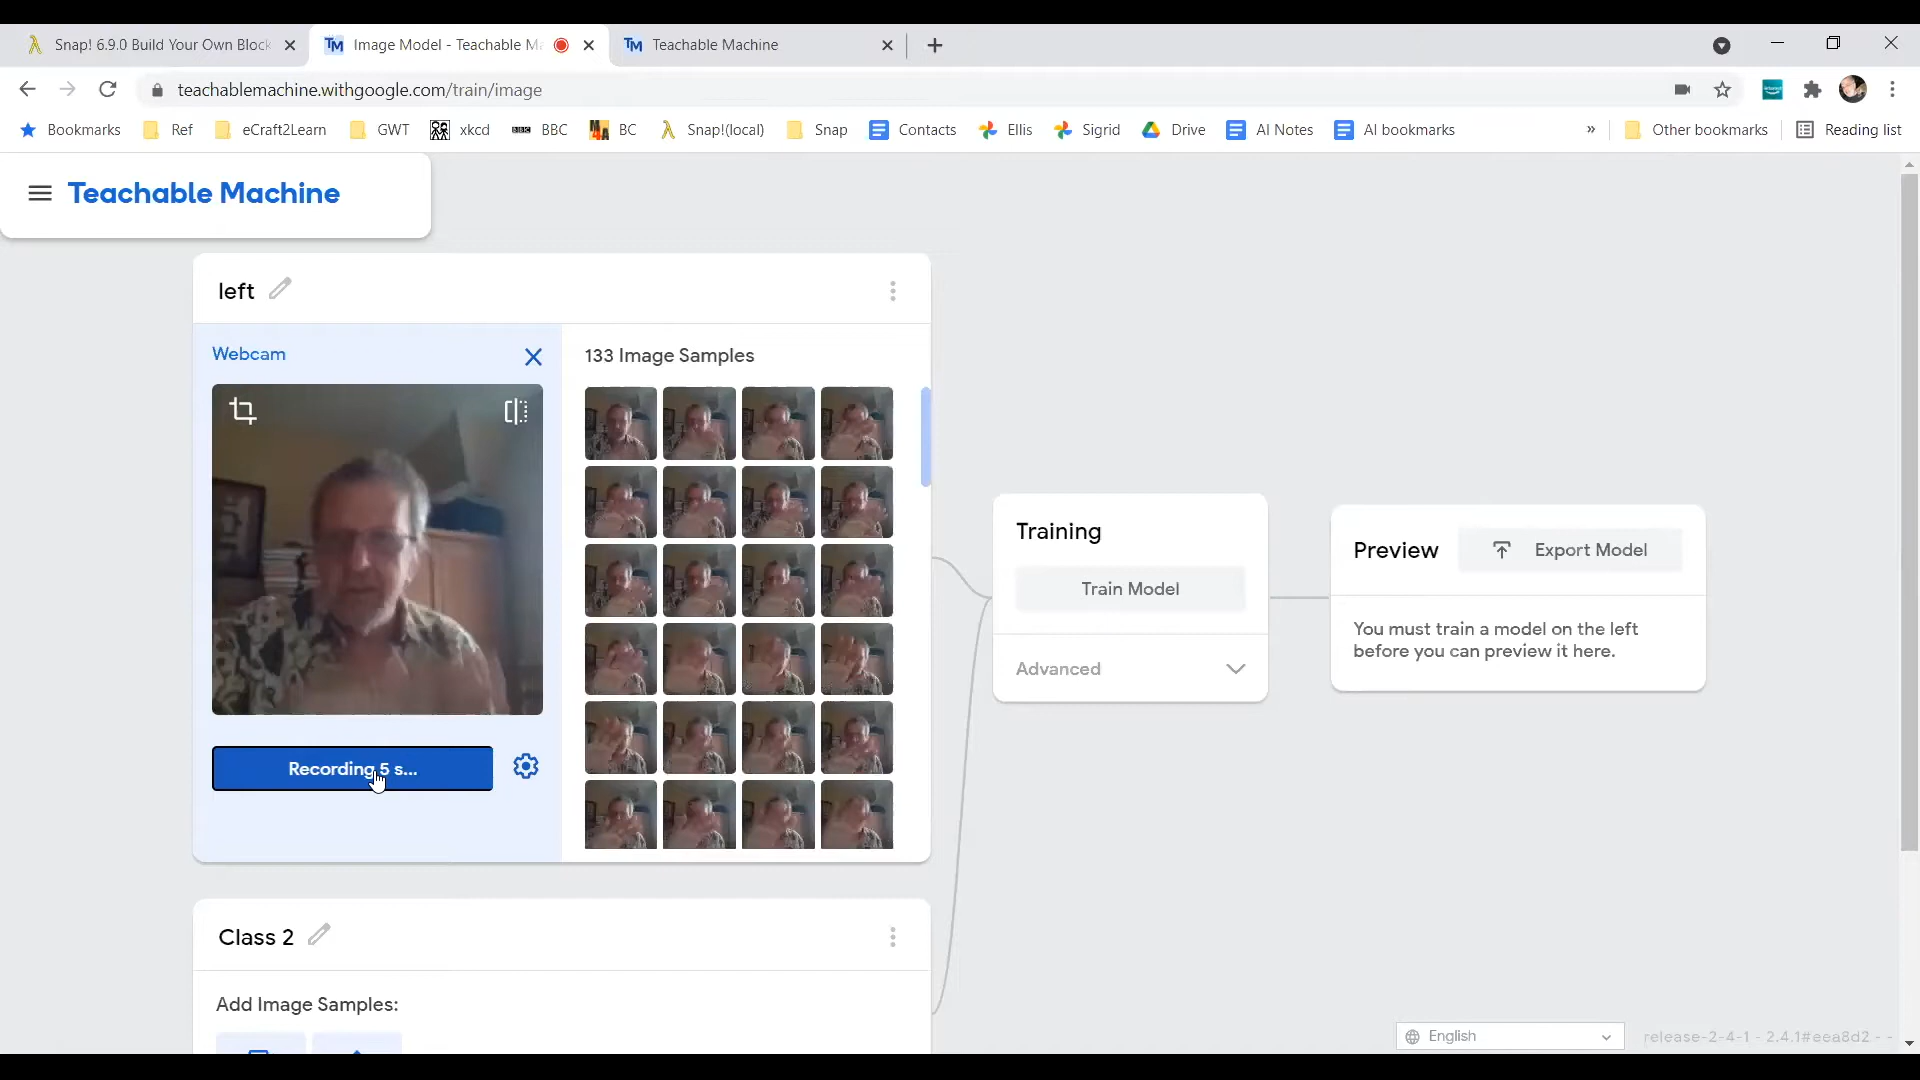 Snap! 6.9.0 Build Your Own Block
Image Model - Teachable M
Teachable Machine
teachablemachine.withgoogle.com/train/image
Bookmarks
Ref
eCraft2Learn
GWT
xkcd
BBC
BC
Snap!(local)
Snap
Contacts
Ellis
Sigrid
Drive
AI Notes
AI bookmarks
»
Other bookmarks
Reading list
Teachable Machine
left
Webcam
133 Image Samples
Recording 5 s...
Training
Train Model
Advanced
Preview
Export Model
You must train a model on the left
before you can preview it here.
Class 2
Add Image Samples:
English
release-2-4-1 - 2.4.1#eea8d2 - -